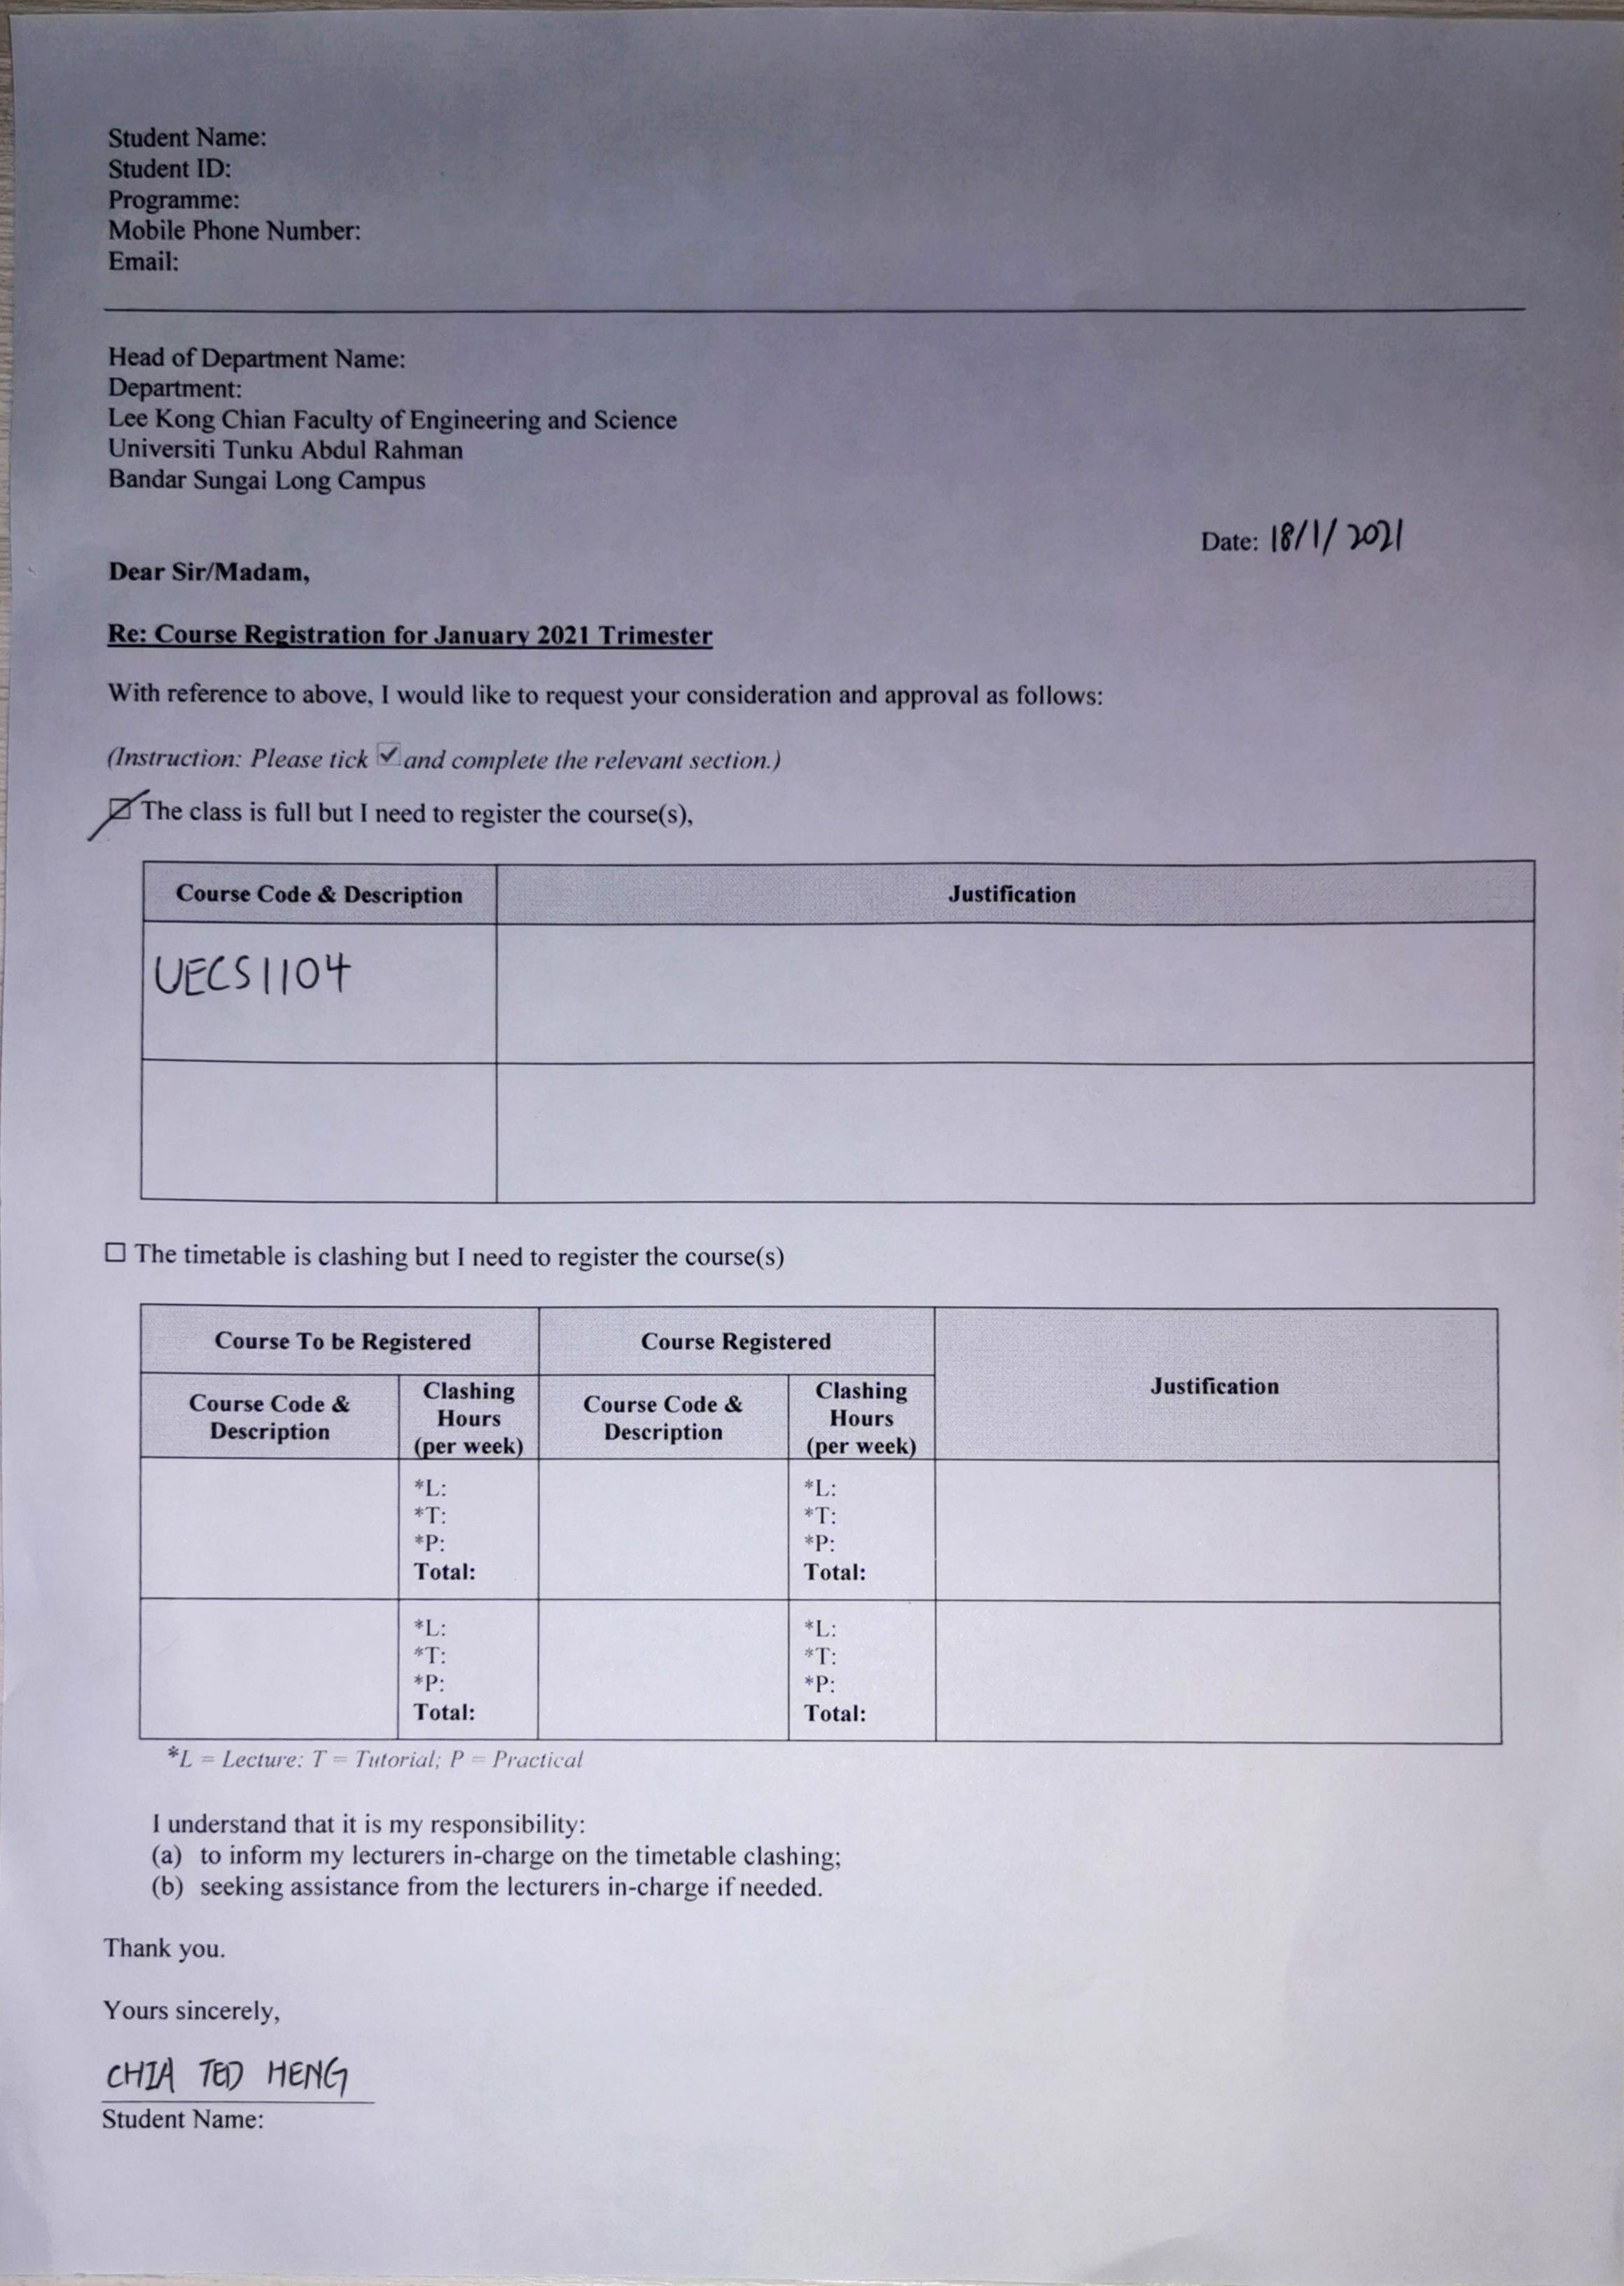 Student Name:
Student ID:
Programme:
Mobile Phone Number:
Email:
Head of Department Name:
Department:
Lee Kong Chian Faculty of Engineering and Science
Universiti Tunku Abdul Rahman
Bandar Sungai Long Campus
Date: 18/1/2021
Dear Sir/Madam,
Re: Course Registration for January 2021 Trimester
With reference to above, I would like to request your consideration and approval as follows:
(Instruction: Please tick ☑ and complete the relevant section.)
☑ The class is full but I need to register the course(s),
Course Code & Description Justification
UECS1104
☐ The timetable is clashing but I need to register the course(s)
Course To be Registered Course Registered Justification
Course Code & Description Clashing Hours (per week) Course Code & Description Clashing Hours (per week)
*L: *L:
*T: *T:
*P: *P:
Total: Total:
*L: *L:
*T: *T:
*P: *P:
Total: Total:
*L = Lecture: T = Tutorial; P = Practical
I understand that it is my responsibility:
(a) to inform my lecturers in-charge on the timetable clashing;
(b) seeking assistance from the lecturers in-charge if needed.
Thank you.
Yours sincerely,
CHIA TED HENG
Student Name: